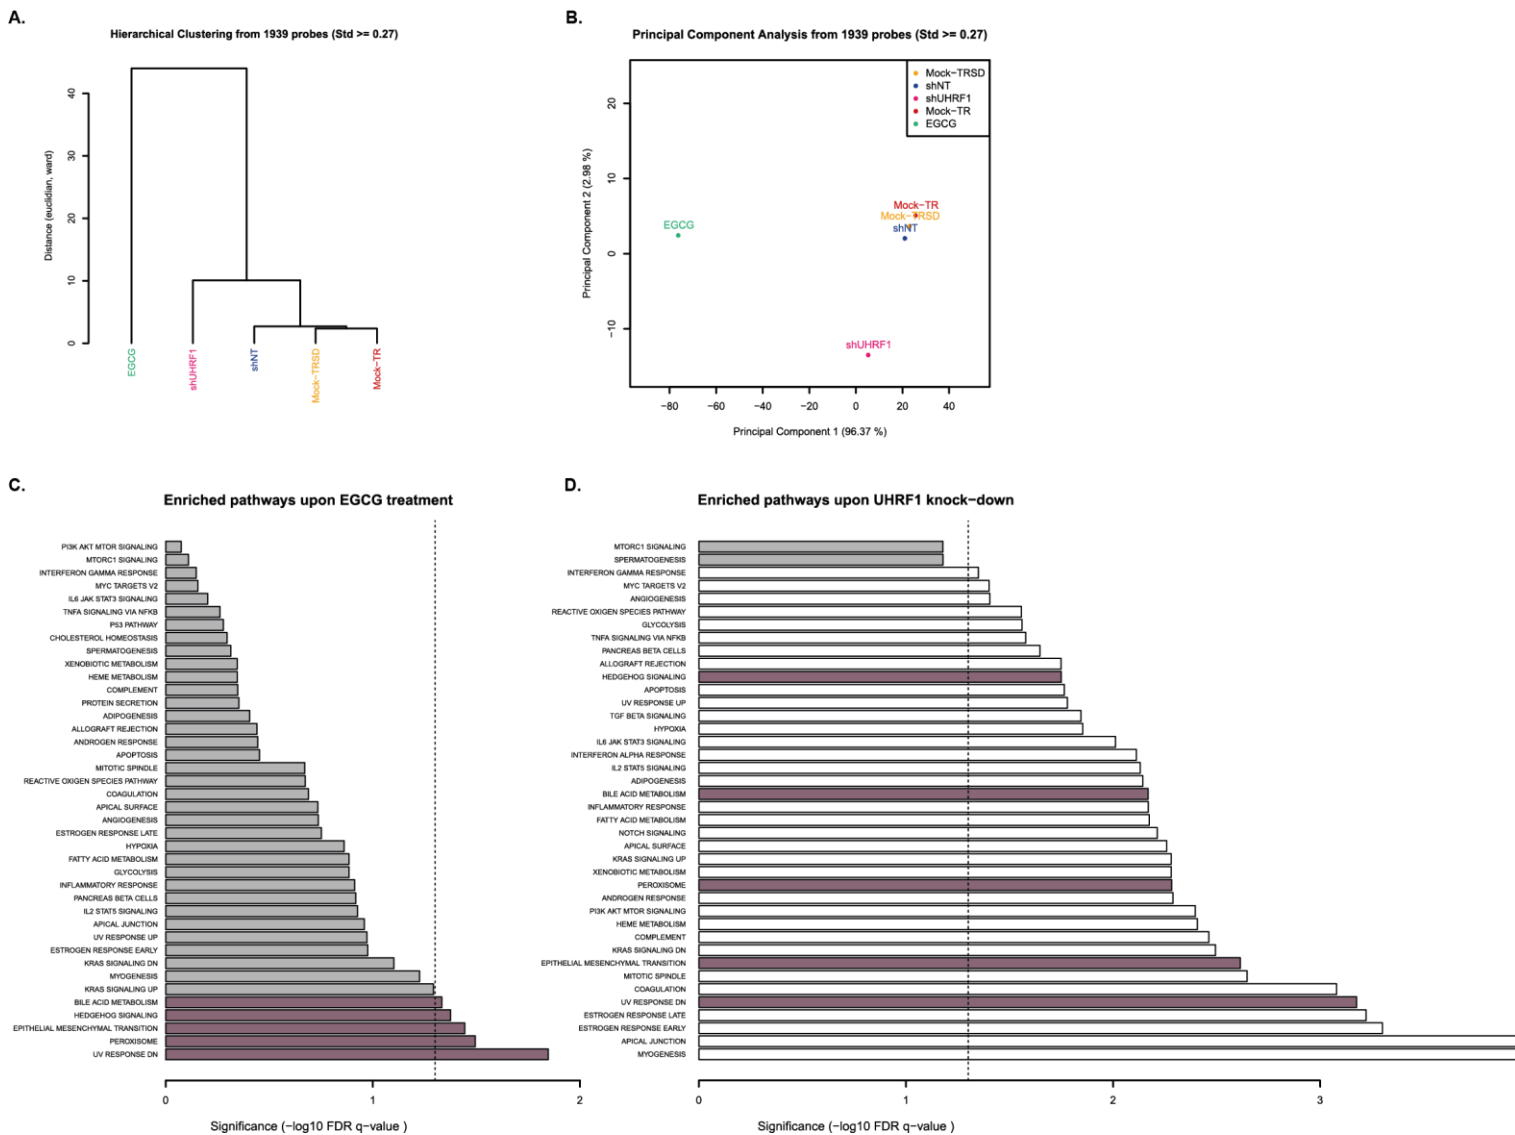 A.
Hierarchical Clustering from 1939 probes (Std >= 0.27)
Distance (euclidian, ward)
40
30
20
10
0
EGCG
shUHRF1
shNT
Mock-TRSD
Mock-TR
B.
Principal Component Analysis from 1939 probes (Std >= 0.27)
Mock-TRSD
shNT
shUHRF1
Mock-TR
EGCG
Principal Component 2 (2.98 %)
20
10
0
-10
EGCG
Mock-TR
Mock-TRSD
shNT
shUHRF1
-80 -60 -40 -20 0 20 40
Principal Component 1 (96.37 %)
C.
Enriched pathways upon EGCG treatment
PI3K AKT MTOR SIGNALING
MTORC1 SIGNALING
INTERFERON GAMMA RESPONSE
MYC TARGETS V2
IL6 JAK STAT3 SIGNALING
TNFA SIGNALING VIA NFKB
P53 PATHWAY
CHOLESTEROL HOMEOSTASIS
SPERMATOGENESIS
XENOBIOTIC METABOLISM
HEME METABOLISM
COMPLEMENT
PROTEIN SECRETION
ADIPOGENESIS
ALLOGRAFT REJECTION
ANDROGEN RESPONSE
APOPTOSIS
MITOTIC SPINDLE
REACTIVE OXIGEN SPECIES PATHWAY
COAGULATION
APICAL SURFACE
ANGIOGENESIS
ESTROGEN RESPONSE LATE
HYPOXIA
FATTY ACID METABOLISM
GLYCOLYSIS
INFLAMMATORY RESPONSE
PANCREAS BETA CELLS
IL2 STAT5 SIGNALING
APICAL JUNCTION
UV RESPONSE UP
ESTROGEN RESPONSE EARLY
KRAS SIGNALING DN
MYOGENESIS
KRAS SIGNALING UP
BILE ACID METABOLISM
HEDGEHOG SIGNALING
EPITHELIAL MESENCHYMAL TRANSITION
PEROXISOME
UV RESPONSE DN
0 1 2
Significance (-log10 FDR q-value )
D.
Enriched pathways upon UHRF1 knock-down
MTORC1 SIGNALING
SPERMATOGENESIS
INTERFERON GAMMA RESPONSE
MYC TARGETS V2
ANGIOGENESIS
REACTIVE OXIGEN SPECIES PATHWAY
GLYCOLYSIS
TNFA SIGNALING VIA NFKB
PANCREAS BETA CELLS
ALLOGRAFT REJECTION
HEDGEHOG SIGNALING
APOPTOSIS
UV RESPONSE UP
TGF BETA SIGNALING
HYPOXIA
IL6 JAK STAT3 SIGNALING
INTERFERON ALPHA RESPONSE
IL2 STAT5 SIGNALING
ADIPOGENESIS
BILE ACID METABOLISM
INFLAMMATORY RESPONSE
FATTY ACID METABOLISM
NOTCH SIGNALING
APICAL SURFACE
KRAS SIGNALING UP
XENOBIOTIC METABOLISM
PEROXISOME
ANDROGEN RESPONSE
PI3K AKT MTOR SIGNALING
HEME METABOLISM
COMPLEMENT
KRAS SIGNALING DN
EPITHELIAL MESENCHYMAL TRANSITION
MITOTIC SPINDLE
COAGULATION
UV RESPONSE DN
ESTROGEN RESPONSE LATE
ESTROGEN RESPONSE EARLY
APICAL JUNCTION
MYOGENESIS
0 1 2 3
Significance (-log10 FDR q-value )